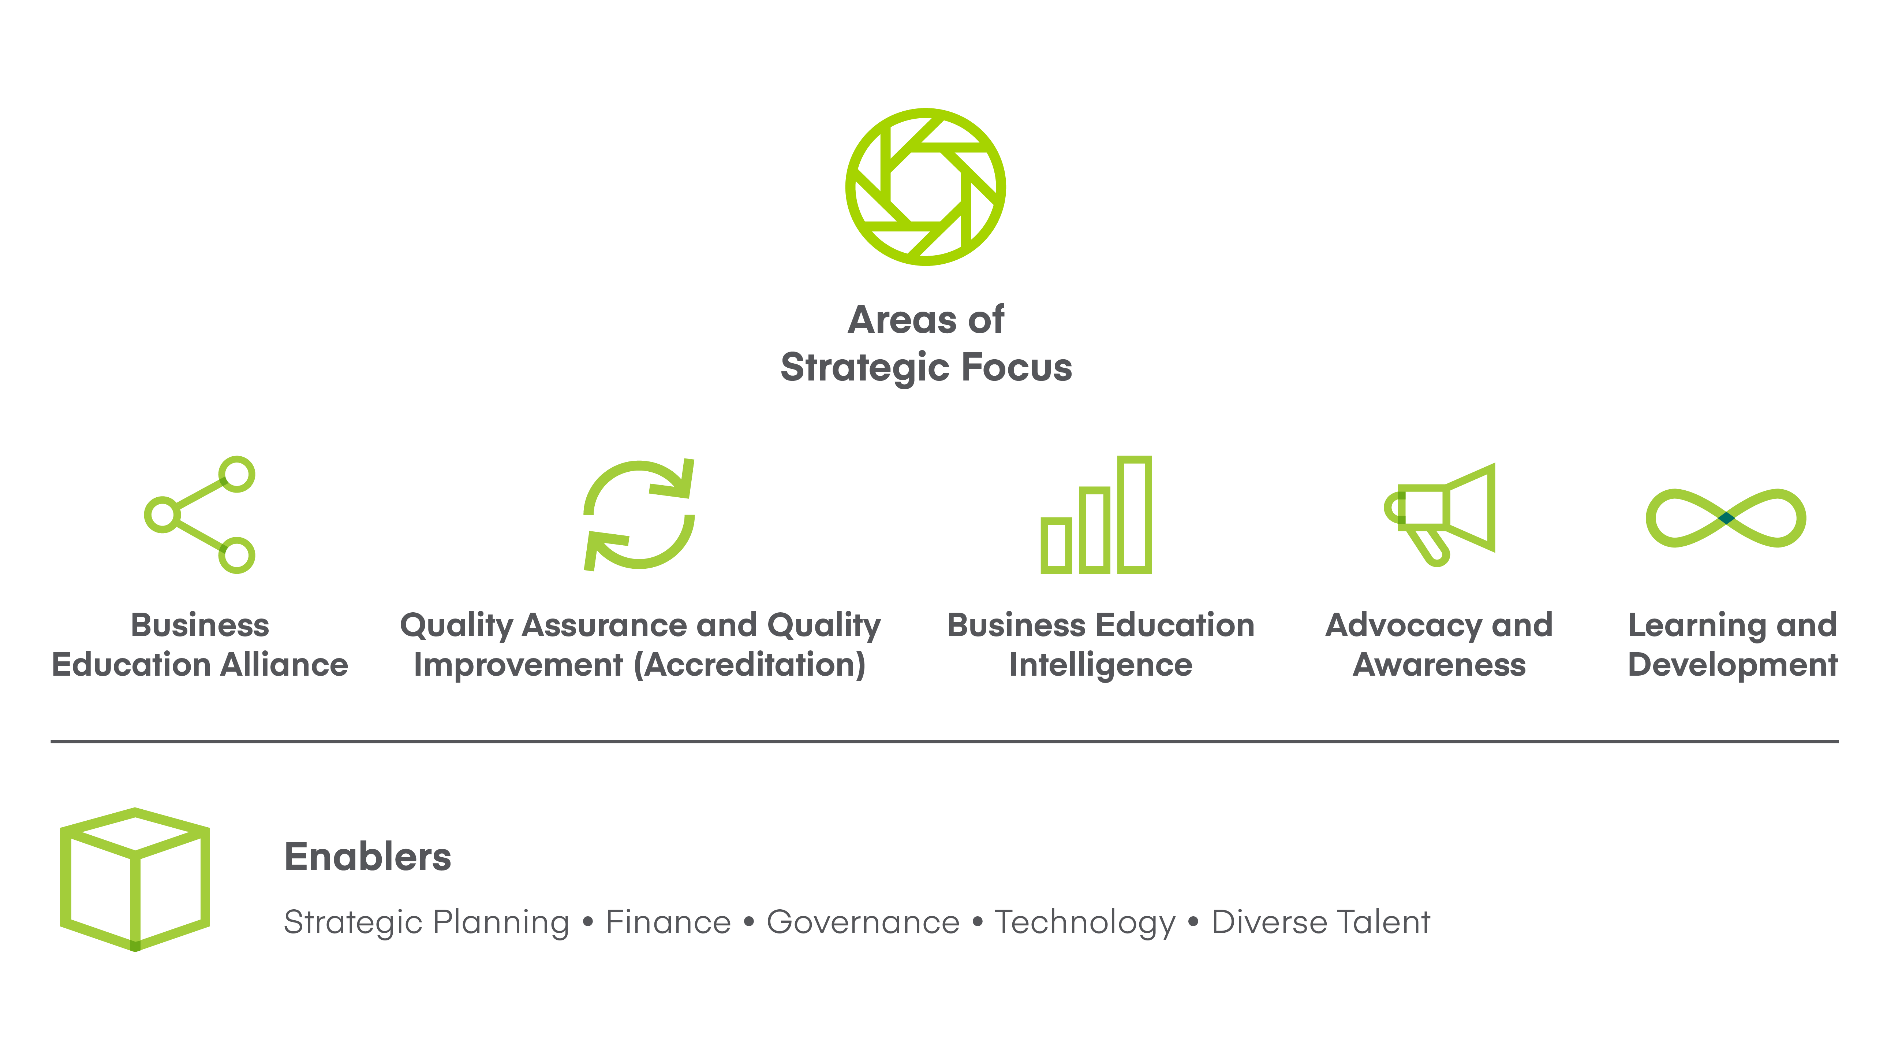 Areas of
Strategic Focus
Business
Education Alliance
Quality Assurance and Quality
Improvement (Accreditation)
Business Education
Intelligence
Advocacy and
Awareness
Learning and
Development
Enablers
Strategic Planning • Finance • Governance • Technology • Diverse Talent